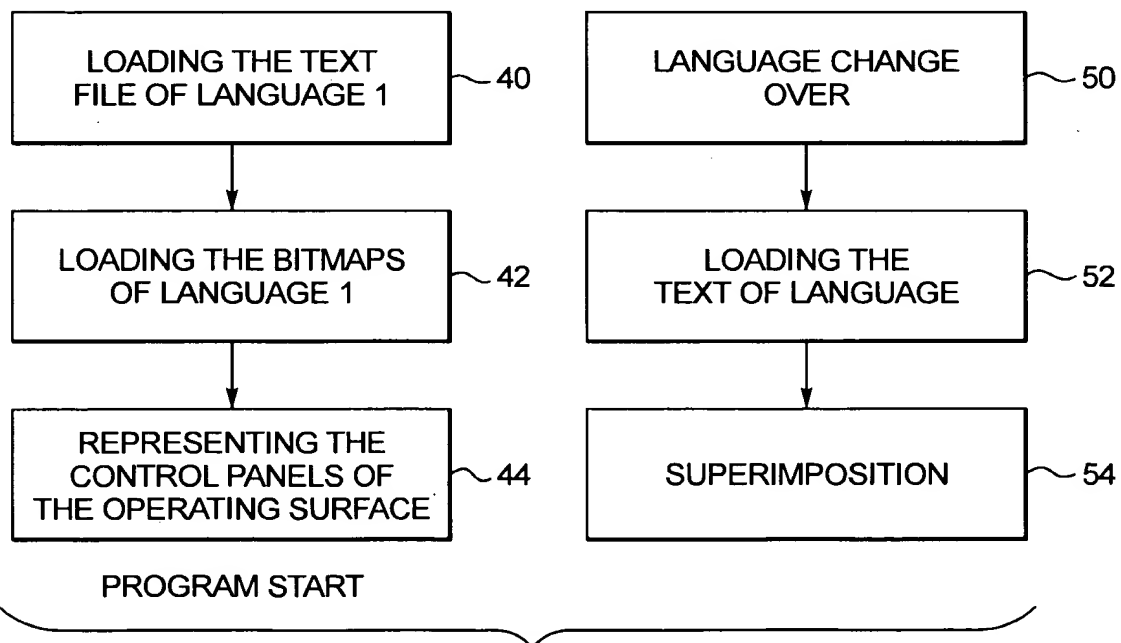 LOADING THE TEXT
FILE OF LANGUAGE 1
40
LOADING THE BITMAPS
OF LANGUAGE 1
42
REPRESENTING THE
CONTROL PANELS OF
THE OPERATING SURFACE
44
PROGRAM START
LANGUAGE CHANGE
OVER
50
LOADING THE
TEXT OF LANGUAGE
52
SUPERIMPOSITION
54